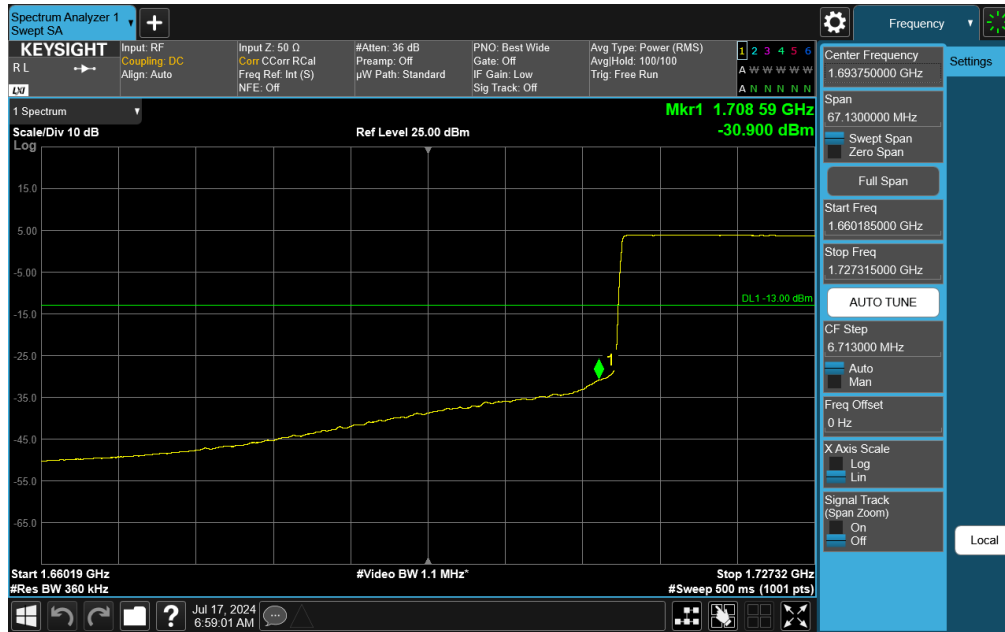 Spectrum Analyzer 1
Swept SA
Frequency
KEYSIGHT
R L
LXI
Input: RF
Coupling: DC
Align: Auto
Input Z: 50 Ω
Corr CCorr RCal
Freq Ref: Int (S)
NFE: Off
#Atten: 36 dB
Preamp: Off
µW Path: Standard
PNO: Best Wide
Gate: Off
IF Gain: Low
Sig Track: Off
Avg Type: Power (RMS)
Avg|Hold: 100/100
Trig: Free Run
1 2 3 4 5 6
A W W W W W
A N N N N N
1 Spectrum
Mkr1 1.708 59 GHz
-30.900 dBm
Scale/Div 10 dB
Ref Level 25.00 dBm
Log
15.0
5.00
-5.00
-15.0
-25.0
-35.0
-45.0
-55.0
-65.0
DL1 -13.00 dBm
1
Start 1.66019 GHz
#Video BW 1.1 MHz*
Stop 1.72732 GHz
#Res BW 360 kHz
#Sweep 500 ms (1001 pts)
Center Frequency
1.693750000 GHz
Span
67.1300000 MHz
Swept Span
Zero Span
Full Span
Start Freq
1.660185000 GHz
Stop Freq
1.727315000 GHz
AUTO TUNE
CF Step
6.713000 MHz
Auto
Man
Freq Offset
0 Hz
X Axis Scale
Log
Lin
Signal Track
(Span Zoom)
On
Off
Settings
Local
?
Jul 17, 2024
6:59:01 AM